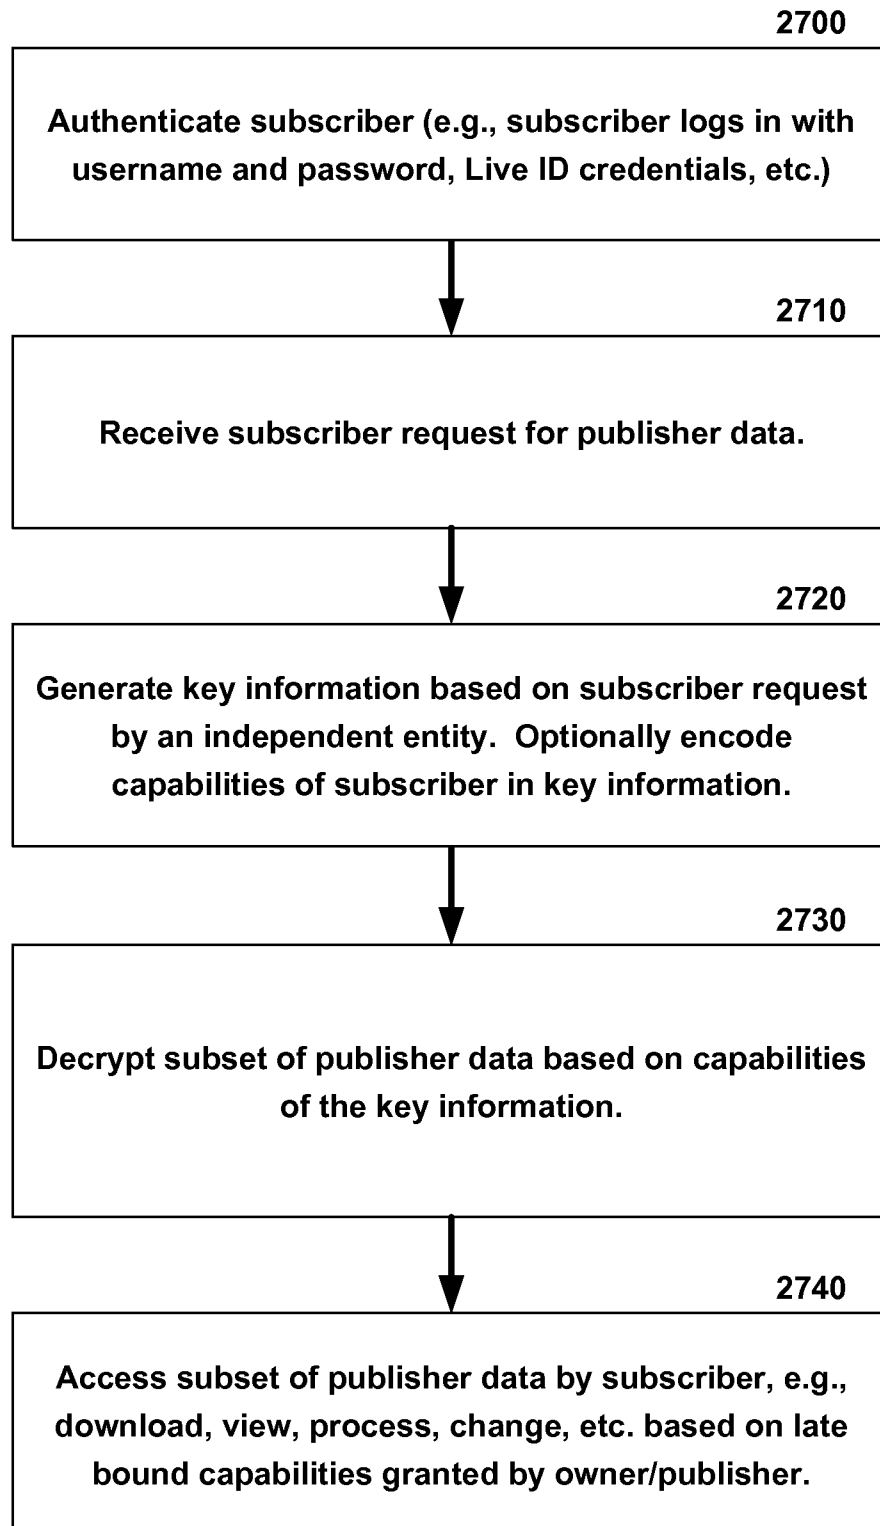 2700
Authenticate subscriber (e.g., subscriber logs in with
username and password, Live ID credentials, etc.)
2710
Receive subscriber request for publisher data.
2720
Generate key information based on subscriber request
by an independent entity.  Optionally encode
capabilities of subscriber in key information.
2730
Decrypt subset of publisher data based on capabilities
of the key information.
2740
Access subset of publisher data by subscriber, e.g.,
download, view, process, change, etc. based on late
bound capabilities granted by owner/publisher.